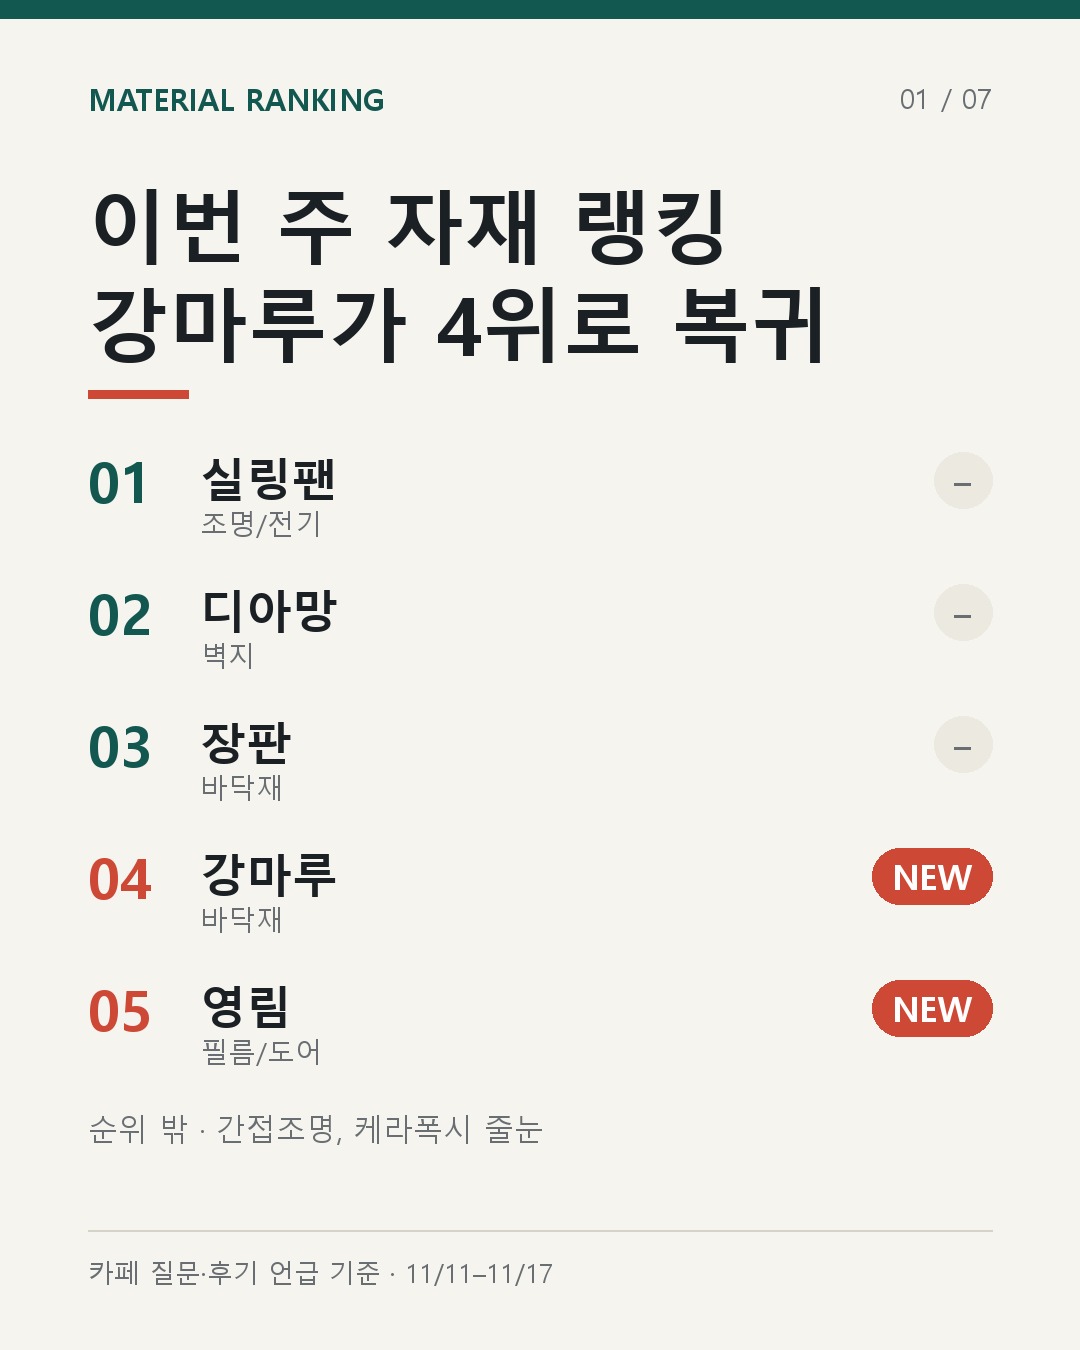 MATERIAL RANKING
01 / 07
이번 주 자재 랭킹
강마루가 4위로 복귀
01 실링팬 –
조명/전기
02 디아망 –
벽지
03 장판 –
바닥재
04 강마루 NEW
바닥재
05 영림 NEW
필름/도어
순위 밖 · 간접조명, 케라폭시 줄눈
카페 질문·후기 언급 기준 · 11/11–11/17